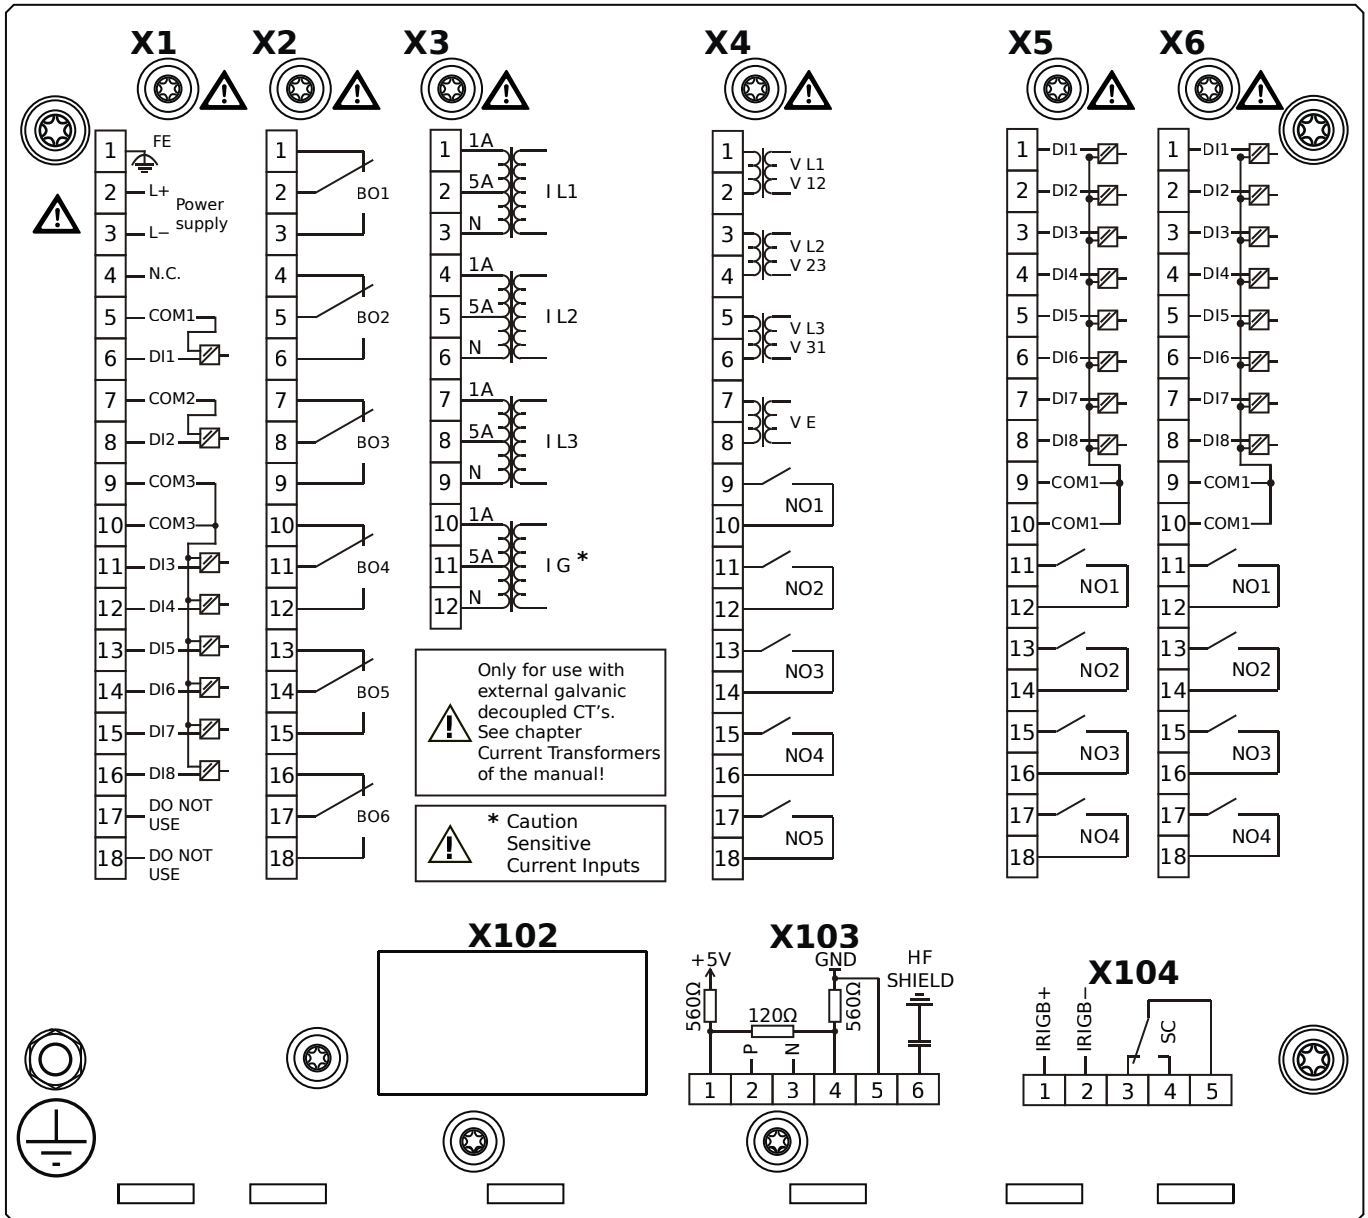 X1
X2
X3
X4
X5
X6
1 FE
2 L+
Power
supply
3 L−
4 N.C.
5 COM1
6 DI1
7 COM2
8 DI2
9 COM3
10 COM3
11 DI3
12 DI4
13 DI5
14 DI6
15 DI7
16 DI8
17 DO NOT
USE
18 DO NOT
USE
1
2 BO1
3
4
5 BO2
6
7
8 BO3
9
10
11 BO4
12
13
14 BO5
15
16
17 BO6
18
1 1A
2 5A I L1
3 N
4 1A
5 5A I L2
6 N
7 1A
8 5A I L3
9 N
10 1A
11 5A I G *
12 N
Only for use with
external galvanic
decoupled CT's.
See chapter
Current Transformers
of the manual!
* Caution
Sensitive
Current Inputs
1 V L1
2 V 12
3 V L2
4 V 23
5 V L3
6 V 31
7 V E
8
9
NO1
10
11
NO2
12
13
NO3
14
15
NO4
16
17
NO5
18
1 DI1
2 DI2
3 DI3
4 DI4
5 DI5
6 DI6
7 DI7
8 DI8
9 COM1
10 COM1
11
NO1
12
13
NO2
14
15
NO3
16
17
NO4
18
1 DI1
2 DI2
3 DI3
4 DI4
5 DI5
6 DI6
7 DI7
8 DI8
9 COM1
10 COM1
11
NO1
12
13
NO2
14
15
NO3
16
17
NO4
18
X102
X103
+5V
GND
HF
SHIELD
560Ω
120Ω
560Ω
P
N
1 2 3 4 5 6
X104
IRIGB+
IRIGB−
SC
1 2 3 4 5